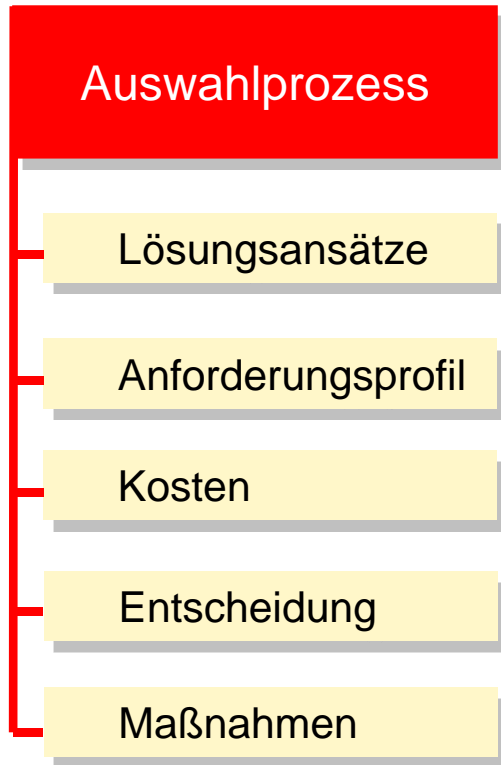 Auswahlprozess
Lösungsansätze
Anforderungsprofil
Kosten
Entscheidung
Maßnahmen